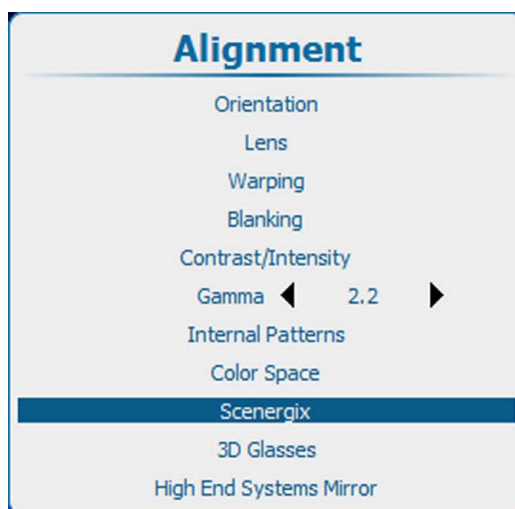 Alignment
Orientation
Lens
Warping
Blanking
Contrast/Intensity
Gamma 2.2
Internal Patterns
Color Space
Scenergix
3D Glasses
High End Systems Mirror